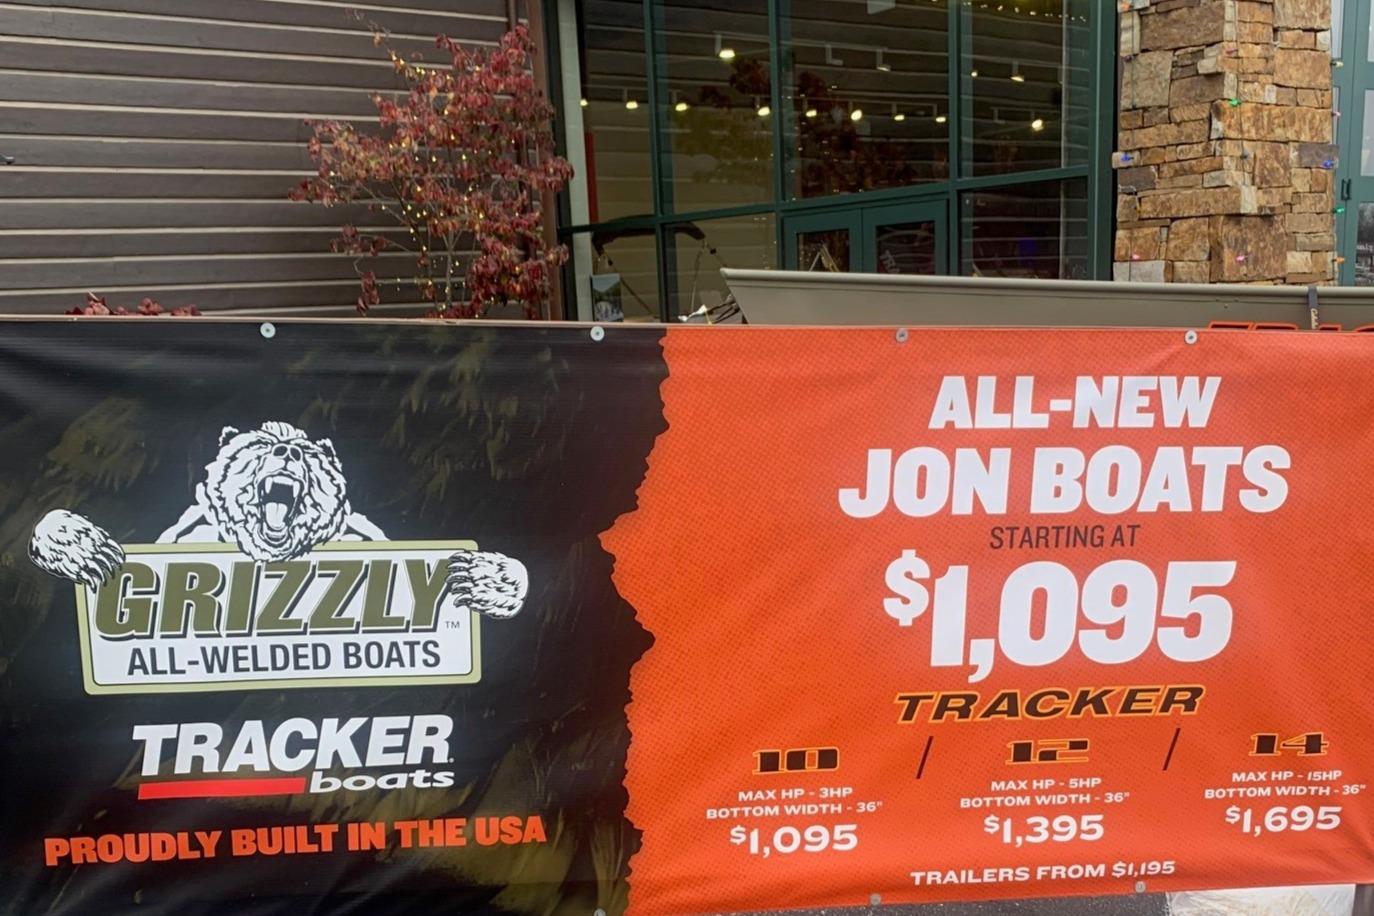 GRIZZLY™
ALL-WELDED BOATS
TRACKER
boats
PROUDLY BUILT IN THE USA
ALL-NEW
JON BOATS
STARTING AT
$1,095
TRACKER
10 / 12 / 14
MAX HP - 3HP
BOTTOM WIDTH - 36"
$1,095
MAX HP - 5HP
BOTTOM WIDTH - 36"
$1,395
MAX HP - 15HP
BOTTOM WIDTH - 36"
$1,695
TRAILERS FROM $1,195